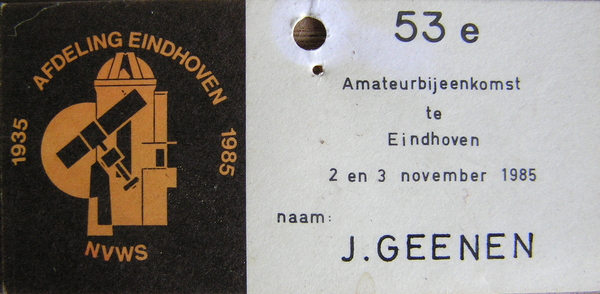 AFDELING EINDHOVEN
1935
1985
NVWS
53 e
Amateurbijeenkomst
te
Eindhoven
2 en 3 november 1985
naam:
J.GEENEN